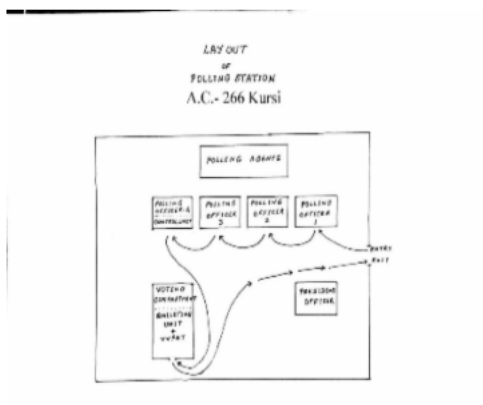 LAY OUT
OF
POLLING STATION
A.C.- 266 Kursi
POLLING AGENTS
POLLING
OFFICER-4
CONTROL UNIT
POLLING
OFFICER
3
POLLING
OFFICER
2
POLLING
OFFICER
1
ENTRY
EXIT
VOTING
COMPARTMENT
BALLOTING
UNIT
+
VVPAT
PRESIDING
OFFICER